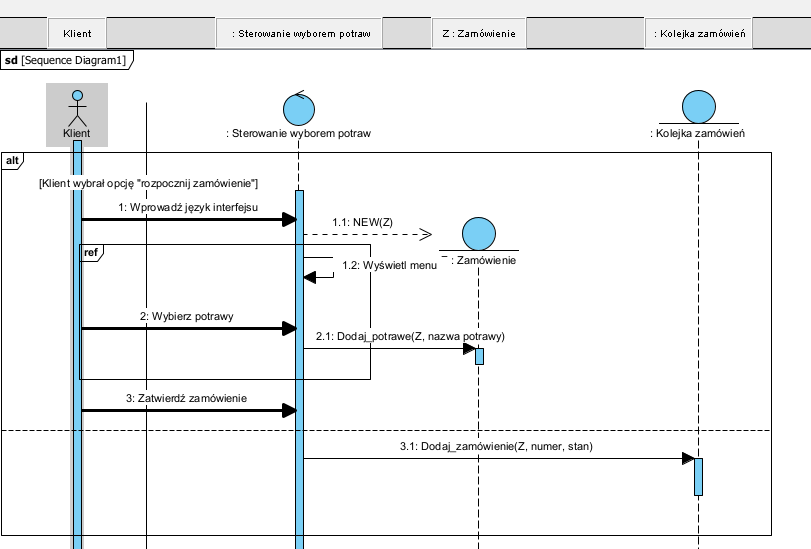 Klient
: Sterowanie wyborem potraw
Z : Zamówienie
: Kolejka zamówień
sd [Sequence Diagram1]
Klient
: Sterowanie wyborem potraw
: Kolejka zamówień
alt
[Klient wybrał opcję "rozpocznij zamówienie"]
1: Wprowadź język interfejsu
1.1: NEW(Z)
ref
1.2: Wyświetl menu
: Zamówienie
2: Wybierz potrawy
2.1: Dodaj_potrawe(Z, nazwa potrawy)
3: Zatwierdź zamówienie
3.1: Dodaj_zamówienie(Z, numer, stan)